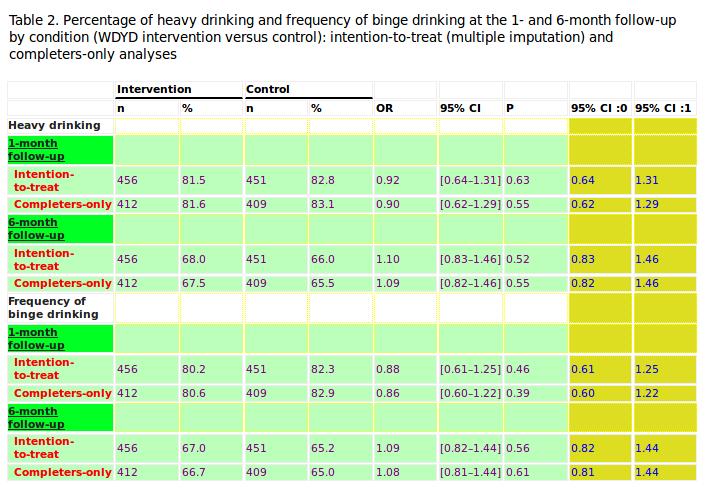 Table 2. Percentage of heavy drinking and frequency of binge drinking at the 1- and 6-month follow-up
by condition (WDYD intervention versus control): intention-to-treat (multiple imputation) and
completers-only analyses
Intervention Control
n % n % OR 95% CI P 95% CI :0 95% CI :1
Heavy drinking
1-month
follow-up
Intention-
to-treat 456 81.5 451 82.8 0.92 [0.64–1.31] 0.63 0.64 1.31
Completers-only 412 81.6 409 83.1 0.90 [0.62–1.29] 0.55 0.62 1.29
6-month
follow-up
Intention-
to-treat 456 68.0 451 66.0 1.10 [0.83–1.46] 0.52 0.83 1.46
Completers-only 412 67.5 409 65.5 1.09 [0.82–1.46] 0.55 0.82 1.46
Frequency of
binge drinking
1-month
follow-up
Intention-
to-treat 456 80.2 451 82.3 0.88 [0.61–1.25] 0.46 0.61 1.25
Completers-only 412 80.6 409 82.9 0.86 [0.60–1.22] 0.39 0.60 1.22
6-month
follow-up
Intention-
to-treat 456 67.0 451 65.2 1.09 [0.82–1.44] 0.56 0.82 1.44
Completers-only 412 66.7 409 65.0 1.08 [0.81–1.44] 0.61 0.81 1.44